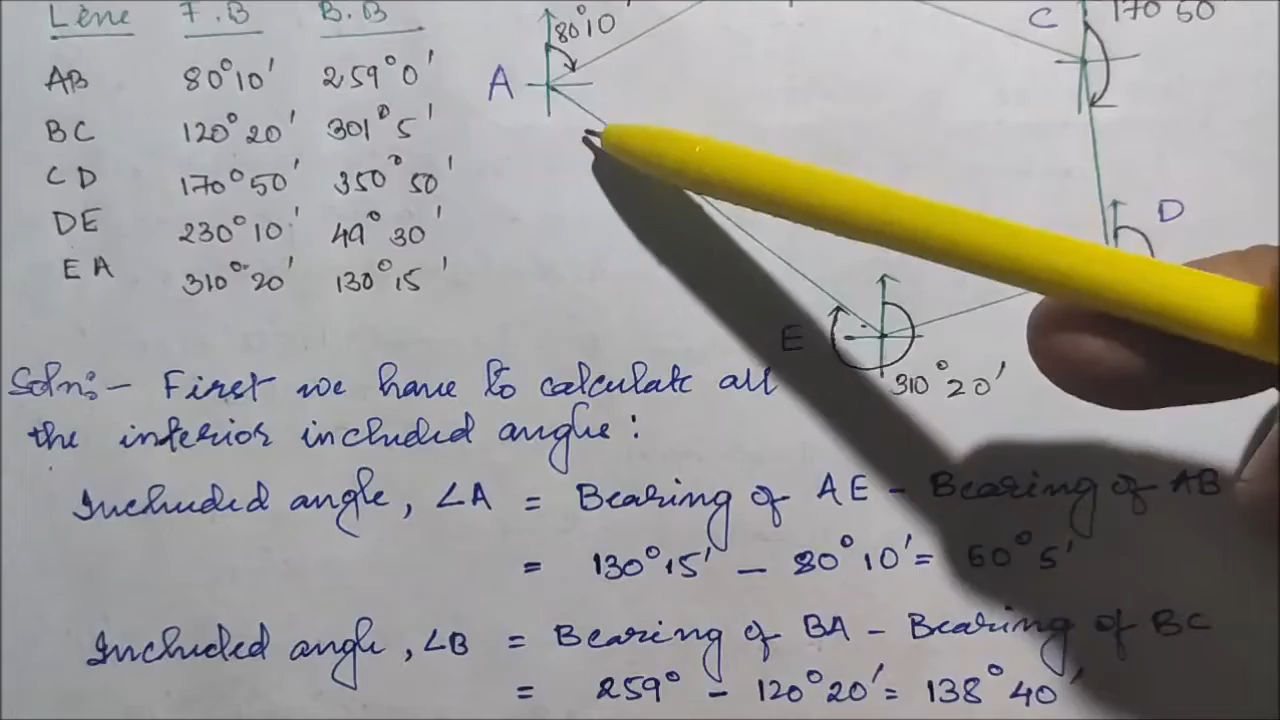 Line F.B B.B
AB 80°10' 259°0'
BC 120°20' 301°5'
CD 170°50' 350°50'
DE 230°10' 49°30'
EA 310°20' 130°15'
80°10'
A
C
170°50'
D
E
310°20'
Soln:- First we have to calculate all
the interior included angle:
Included angle, ∠A = Bearing of AE - Bearing of AB
= 130°15' - 80°10' = 50°5'
Included angle, ∠B = Bearing of BA - Bearing of BC
= 259° - 120°20' = 138°40'